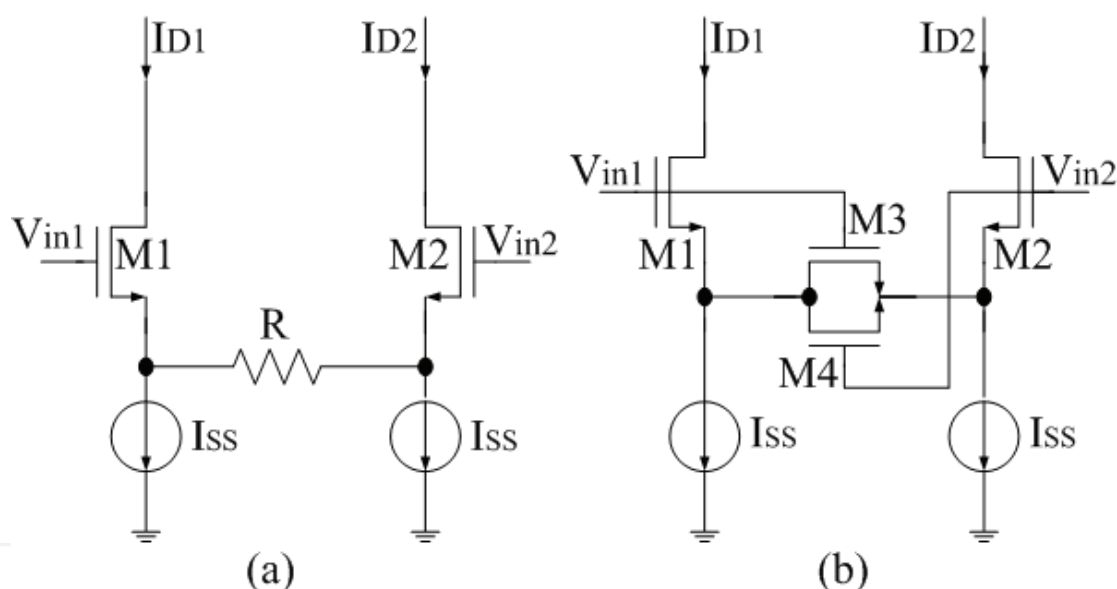 ID1 ID2 ID1 ID2
Vin1 Vin2
M3
Vin1 M1 M2 Vin2 M1 M2
R
M4
ISS ISS ISS ISS
(a) (b)